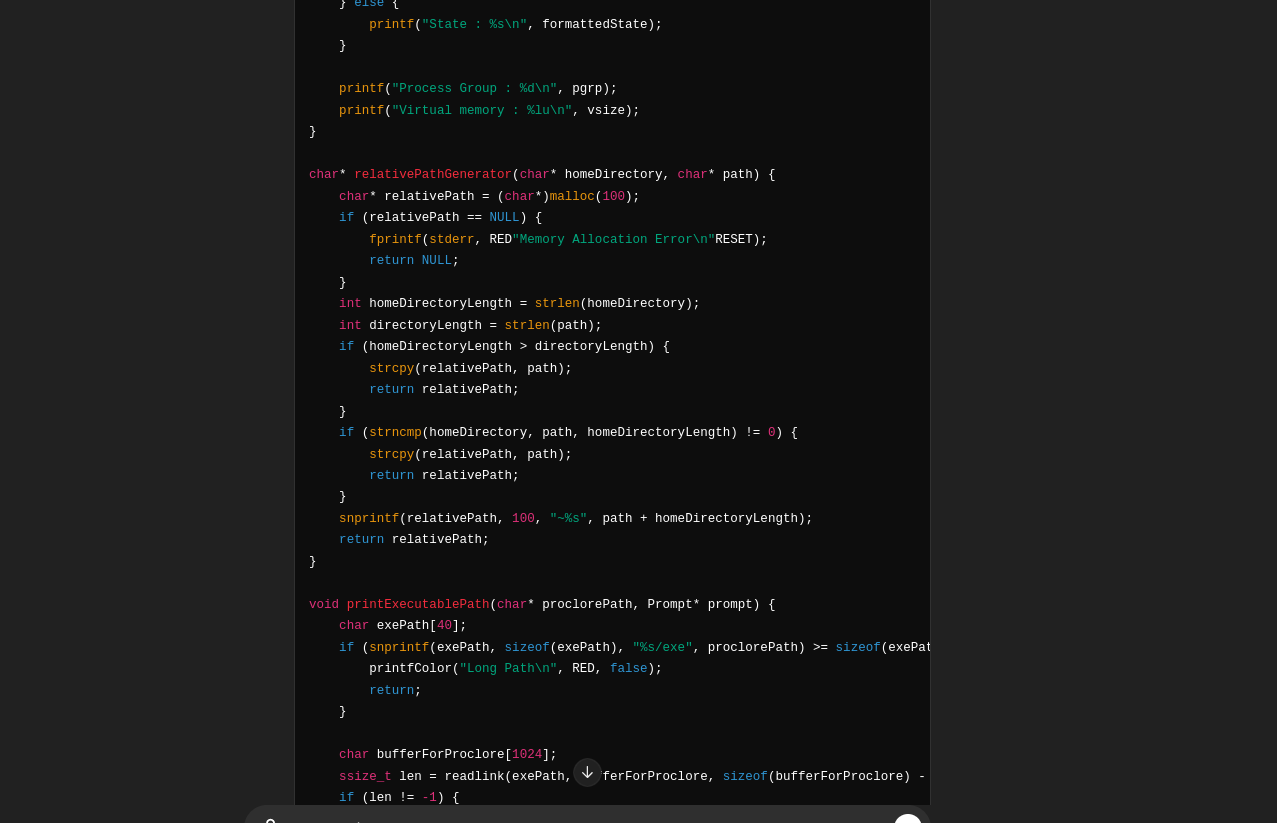 } else {
printf("State : %s\n", formattedState);
}
printf("Process Group : %d\n", pgrp);
printf("Virtual memory : %lu\n", vsize);
}
char* relativePathGenerator(char* homeDirectory, char* path) {
char* relativePath = (char*)malloc(100);
if (relativePath == NULL) {
fprintf(stderr, RED"Memory Allocation Error\n"RESET);
return NULL;
}
int homeDirectoryLength = strlen(homeDirectory);
int directoryLength = strlen(path);
if (homeDirectoryLength > directoryLength) {
strcpy(relativePath, path);
return relativePath;
}
if (strncmp(homeDirectory, path, homeDirectoryLength) != 0) {
strcpy(relativePath, path);
return relativePath;
}
snprintf(relativePath, 100, "~%s", path + homeDirectoryLength);
return relativePath;
}
void printExecutablePath(char* proclorePath, Prompt* prompt) {
char exePath[40];
if (snprintf(exePath, sizeof(exePath), "%s/exe", proclorePath) >= sizeof(exePat
printfColor("Long Path\n", RED, false);
return;
}
char bufferForProclore[1024];
ssize_t len = readlink(exePath, fferForProclore, sizeof(bufferForProclore) -
if (len != -1) {